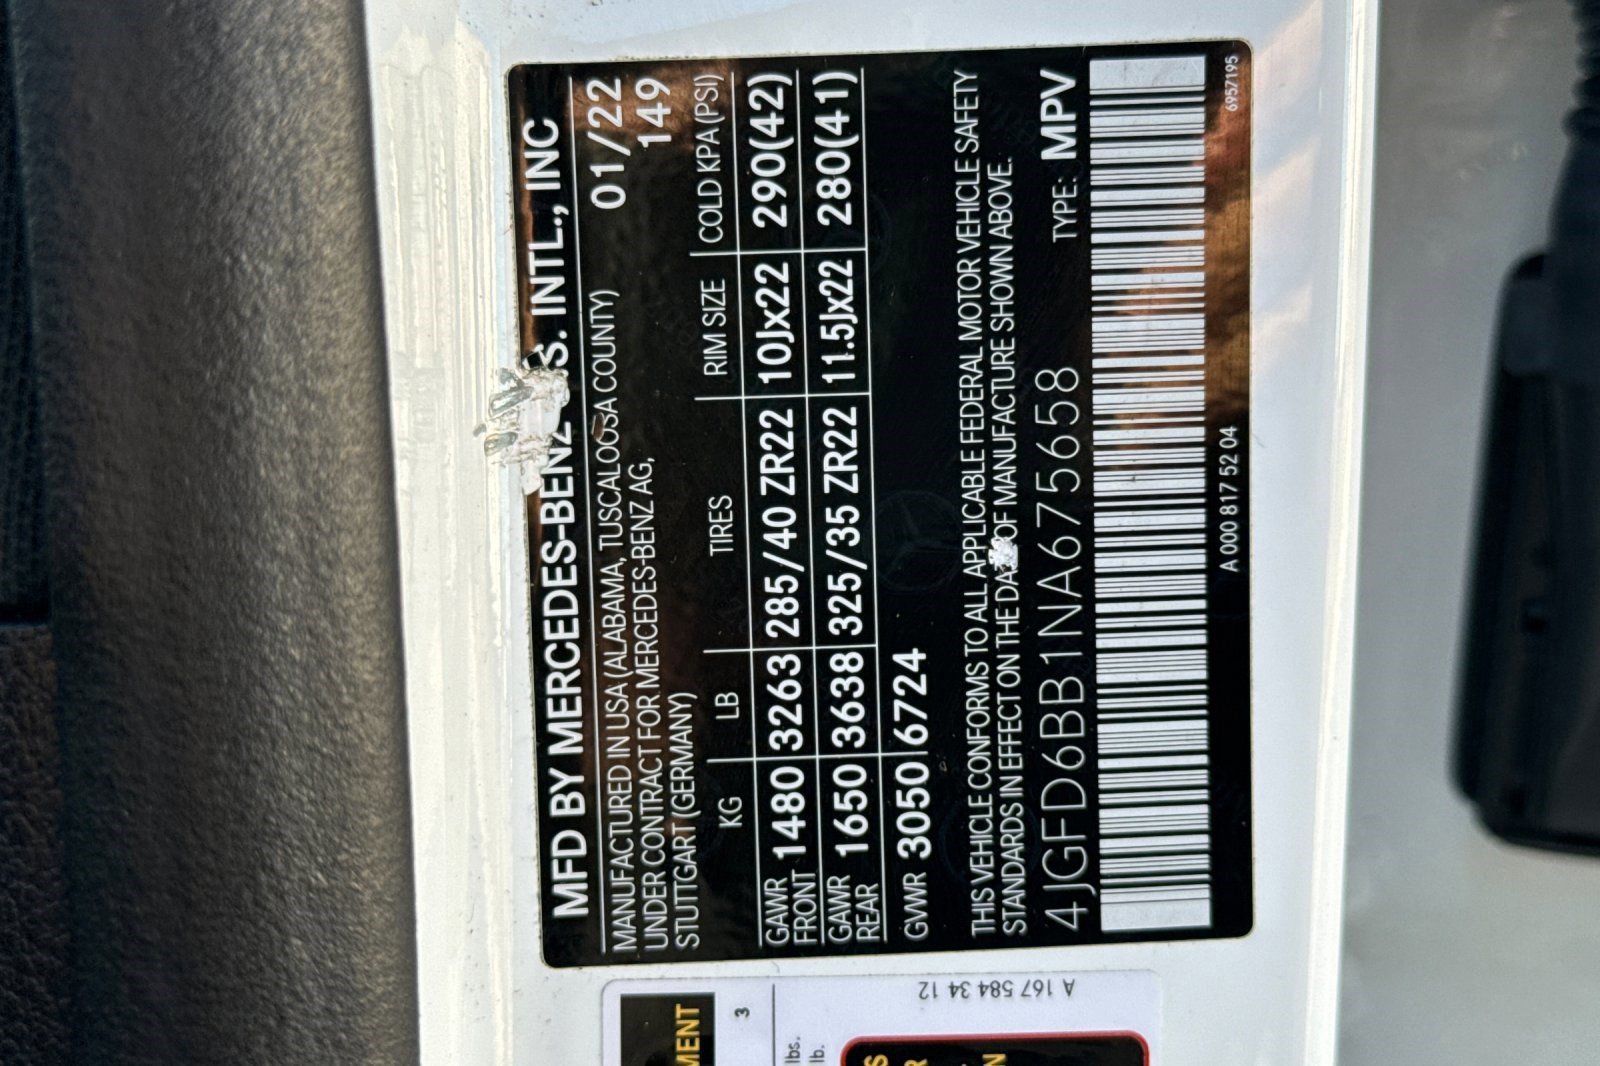 MFD BY MERCEDES-BENZ U.S. INTL., INC
MANUFACTURED IN USA (ALABAMA, TUSCALOOSA COUNTY) 01/22
UNDER CONTRACT FOR MERCEDES-BENZ AG, 149
STUTTGART (GERMANY)
KG LB TIRES RIM SIZE COLD KPA (PSI)
GAWR FRONT 1480 3263 285/40 ZR22 10Jx22 290(42)
GAWR REAR 1650 3638 325/35 ZR22 11.5Jx22 280(41)
GVWR 3050 6724
THIS VEHICLE CONFORMS TO ALL APPLICABLE FEDERAL MOTOR VEHICLE SAFETY
STANDARDS IN EFFECT ON THE DA OF MANUFACTURE SHOWN ABOVE.
4JGFD6BB1NA675658 TYPE: MPV
A 000 817 52 04 6957195
A 167 584 34 12
MENT
3
lbs.
lb.
S
R
N